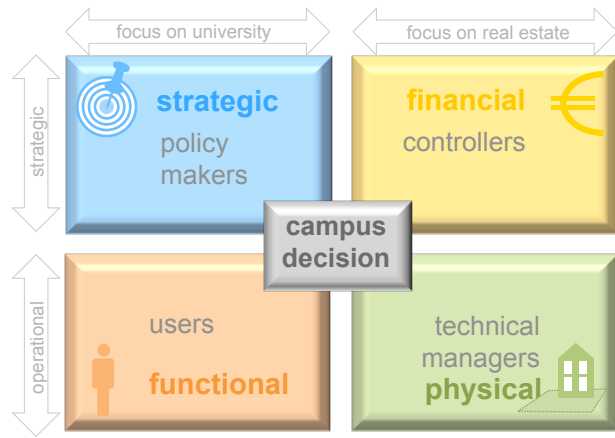 focus on university
focus on real estate
strategic
strategic
policy
makers
financial
controllers
campus
decision
operational
users
functional
technical
managers
physical